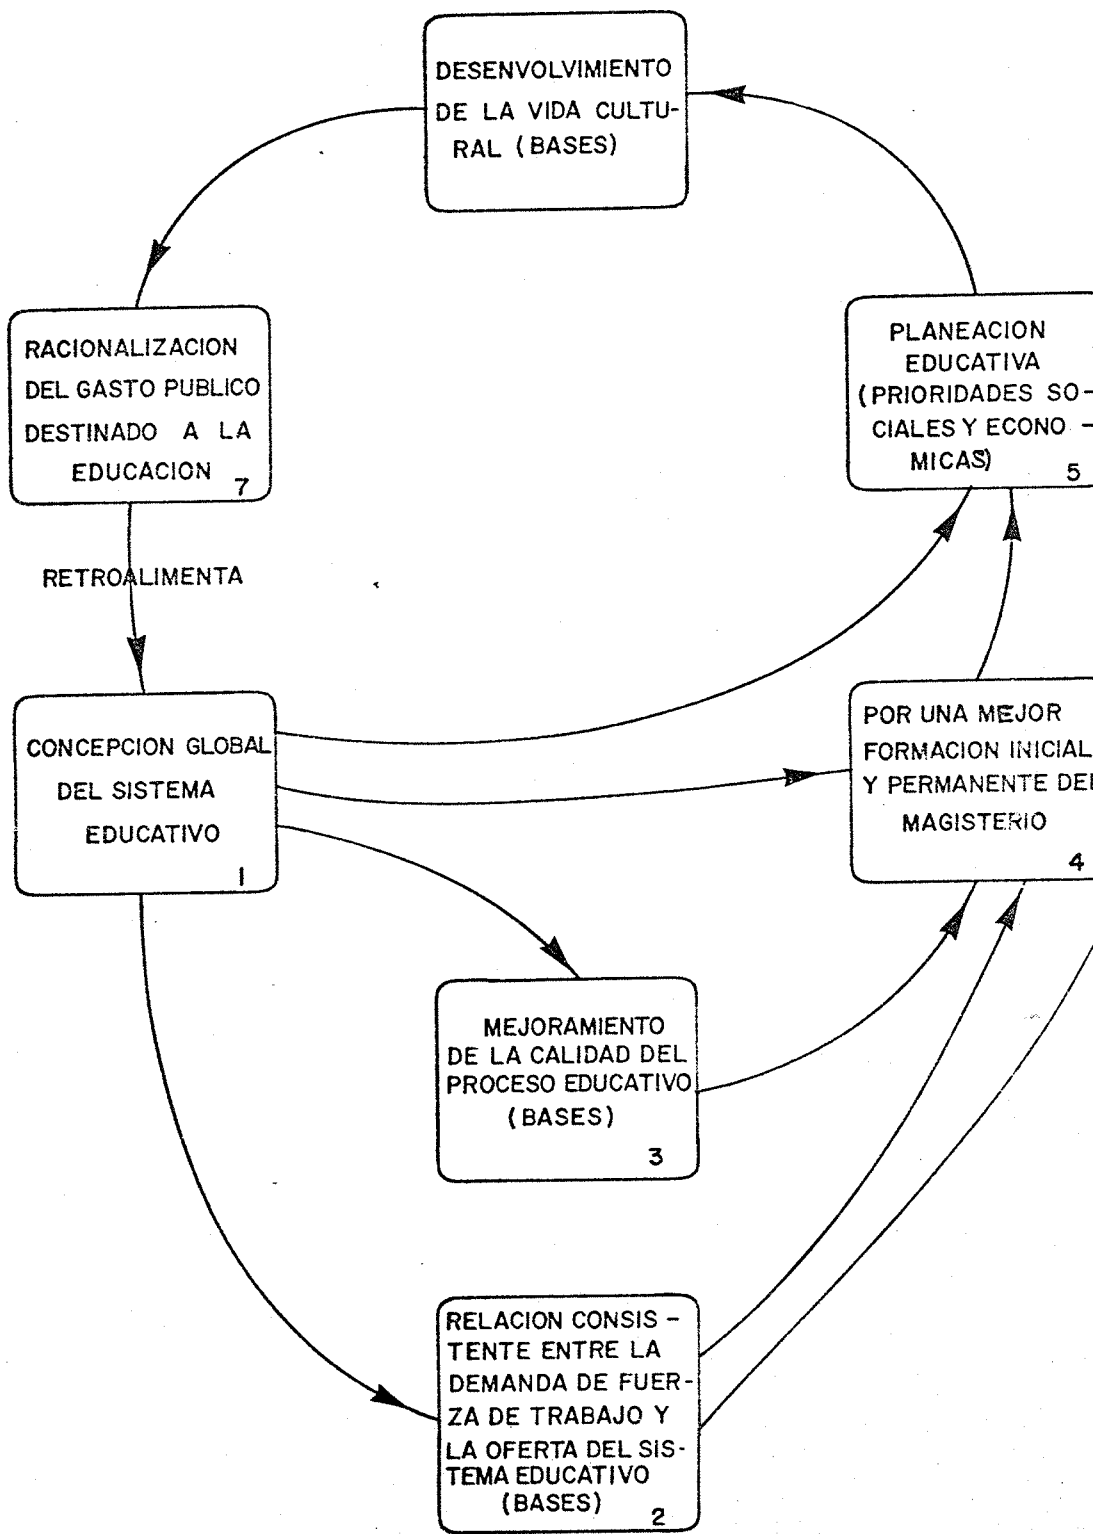 DESENVOLVIMIENTO
DE LA VIDA CULTU-
RAL (BASES)
RACIONALIZACION
DEL GASTO PUBLICO
DESTINADO A LA
EDUCACION
7
PLANEACION
EDUCATIVA
(PRIORIDADES SO-
CIALES Y ECONO-
MICAS)
5
RETROALIMENTA
CONCEPCION GLOBAL
DEL SISTEMA
EDUCATIVO
1
POR UNA MEJOR
FORMACION INICIAL
Y PERMANENTE DEL
MAGISTERIO
4
MEJORAMIENTO
DE LA CALIDAD DEL
PROCESO EDUCATIVO
(BASES)
3
RELACION CONSIS-
TENTE ENTRE LA
DEMANDA DE FUER-
ZA DE TRABAJO Y
LA OFERTA DEL SIS-
TEMA EDUCATIVO
(BASES)
2